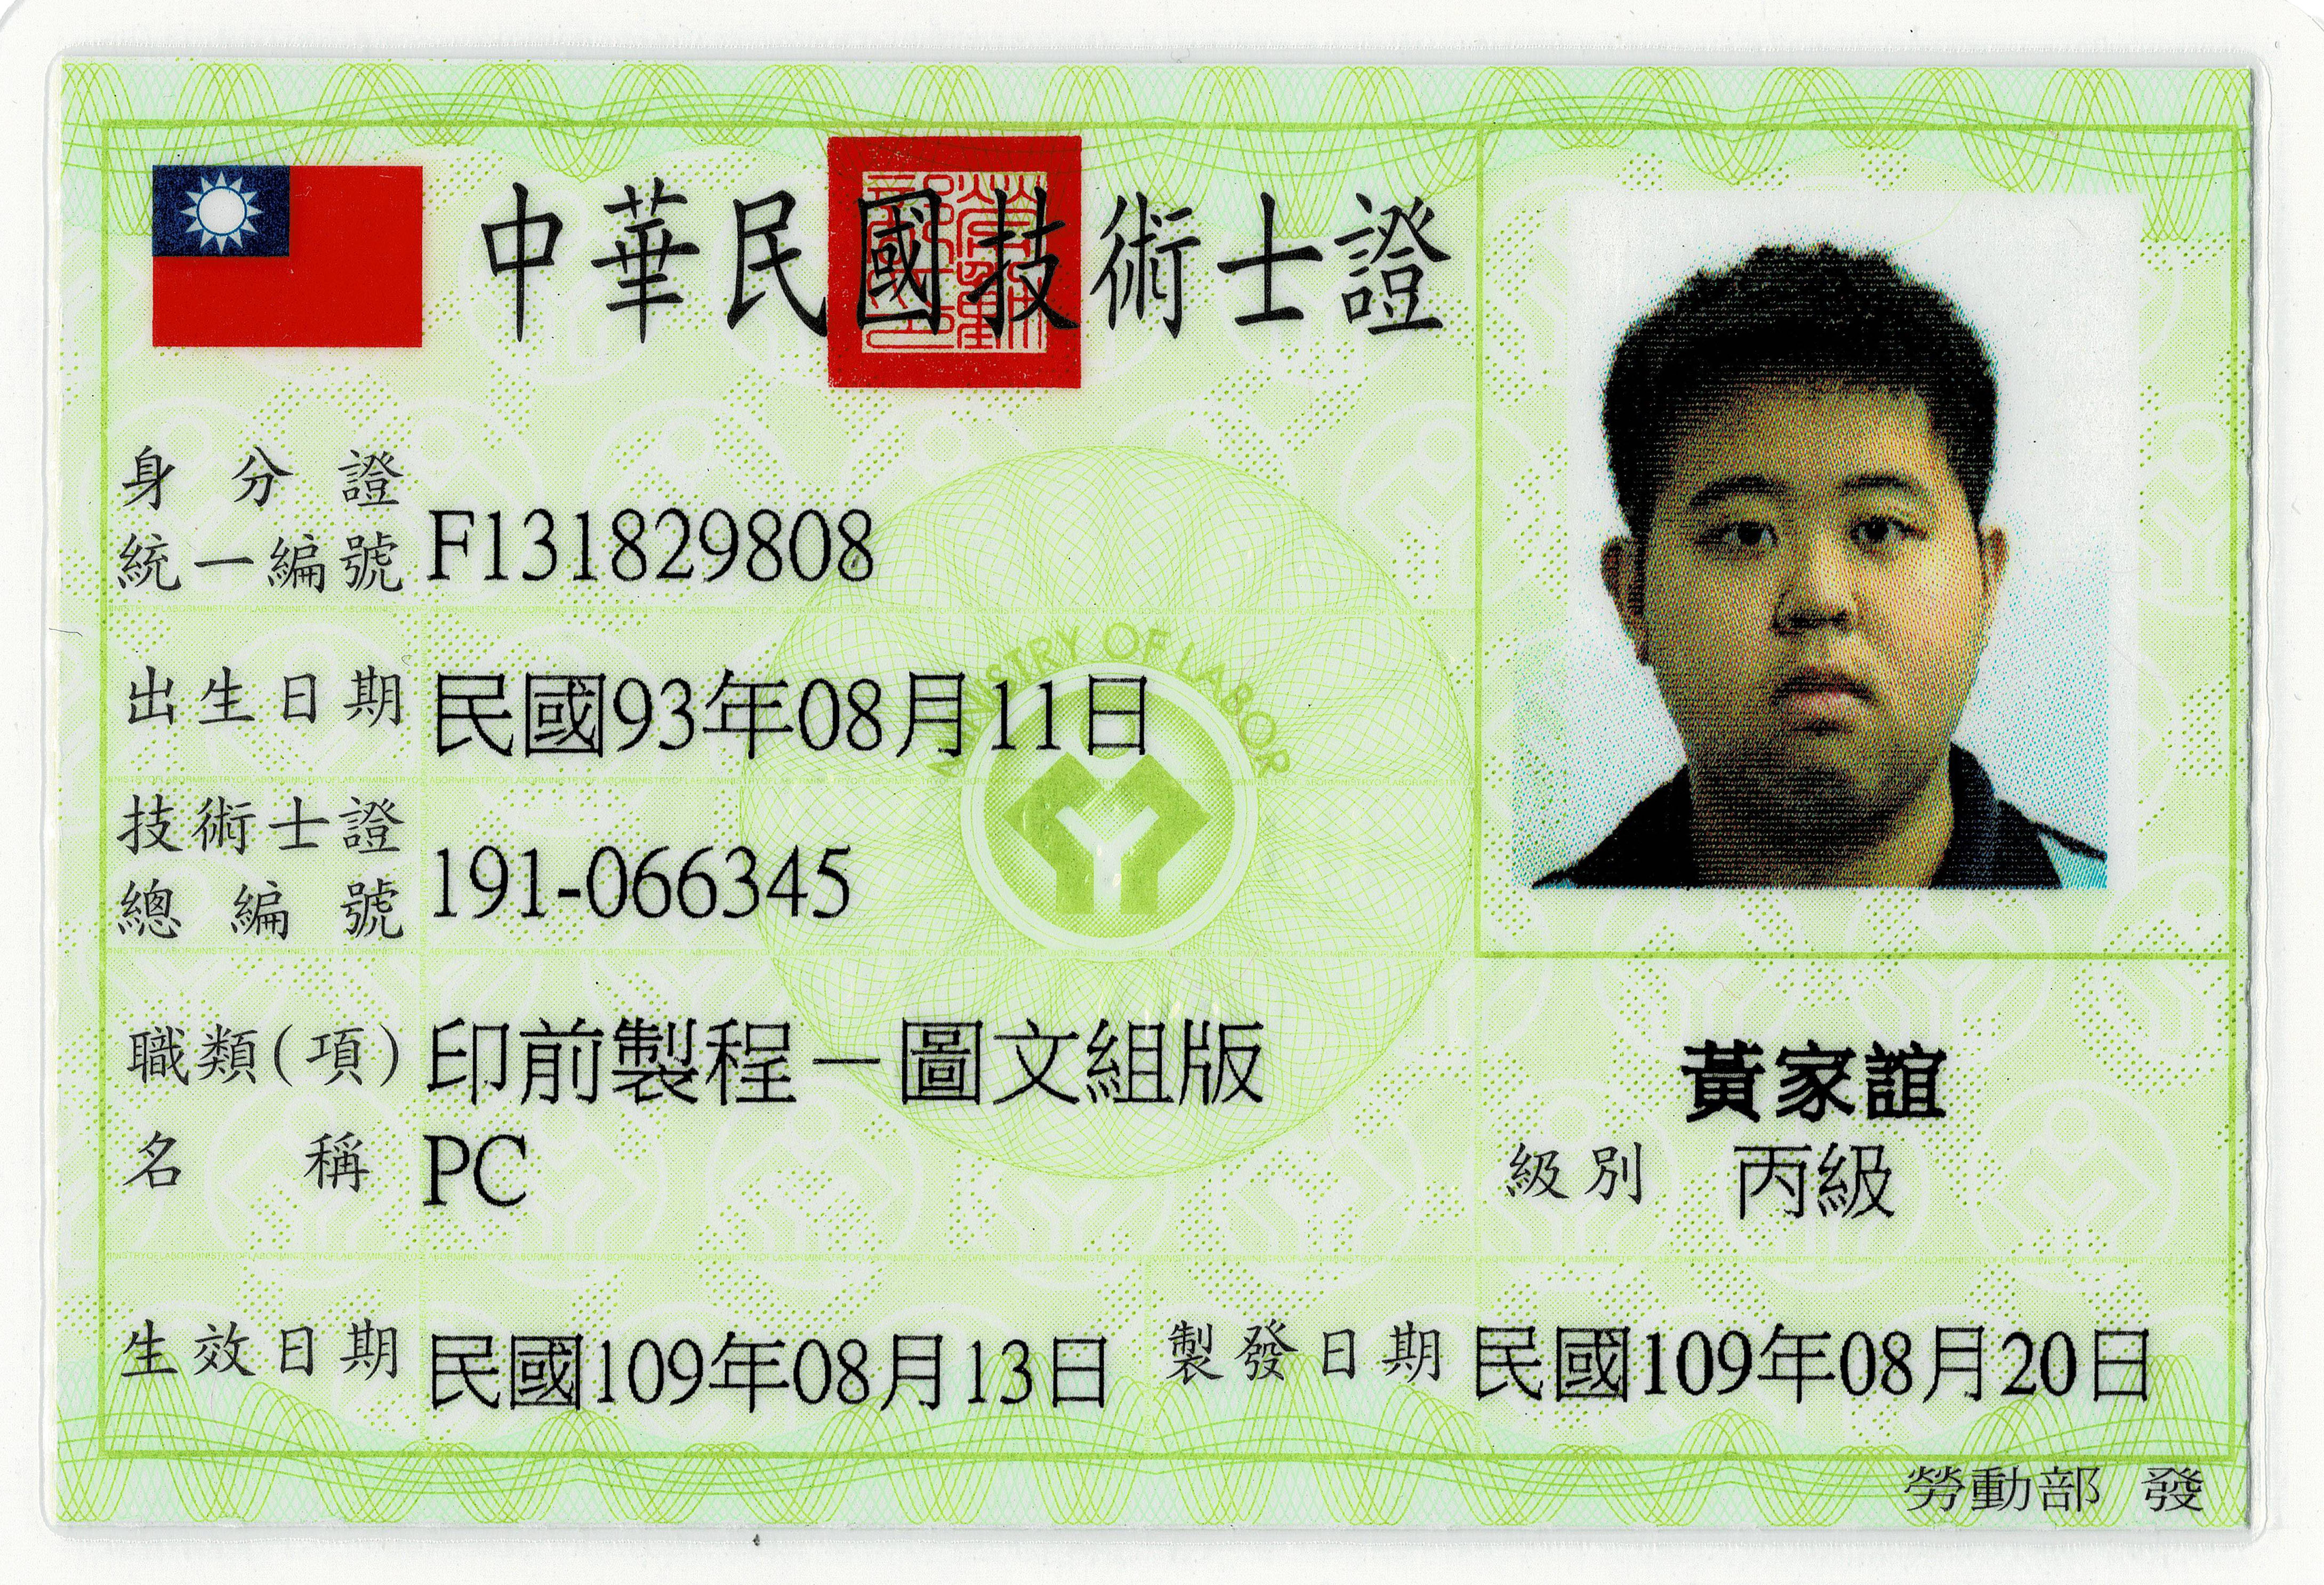 中華民國技術士證
身分證
統一編號 F131829808
出生日期 民國93年08月11日
MINISTRY OF LABOR
技術士證
總編號 191-066345
職類(項) 印前製程－圖文組版
名稱 PC
黃家誼
級別 丙級
生效日期 民國109年08月13日 製發日期 民國109年08月20日
勞動部 發